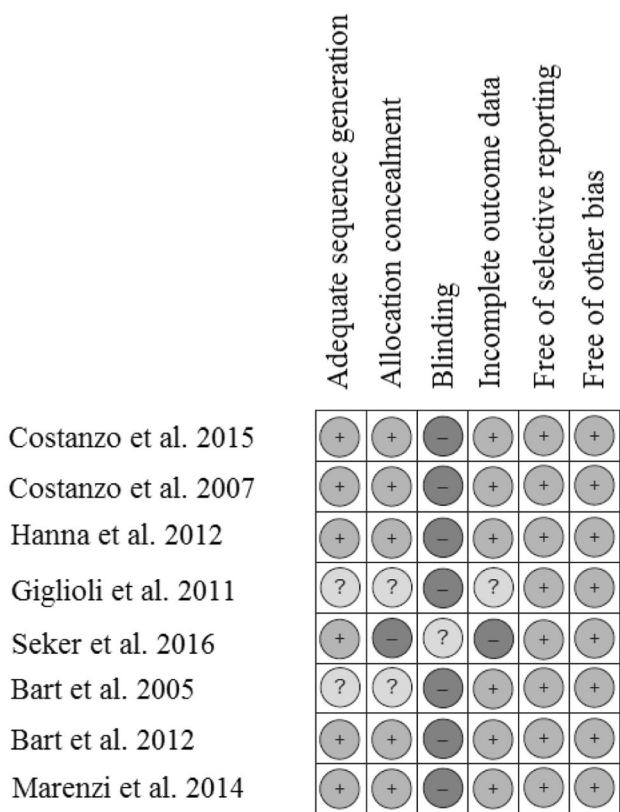 Adequate sequence generation
Allocation concealment
Blinding
Incomplete outcome data
Free of selective reporting
Free of other bias
Costanzo et al. 2015 + + – + + +
Costanzo et al. 2007 + + – + + +
Hanna et al. 2012 + + – + + +
Giglioli et al. 2011 ? ? – ? + +
Seker et al. 2016 + – ? – + +
Bart et al. 2005 ? ? – + + +
Bart et al. 2012 + + – + + +
Marenzi et al. 2014 + + – + + +